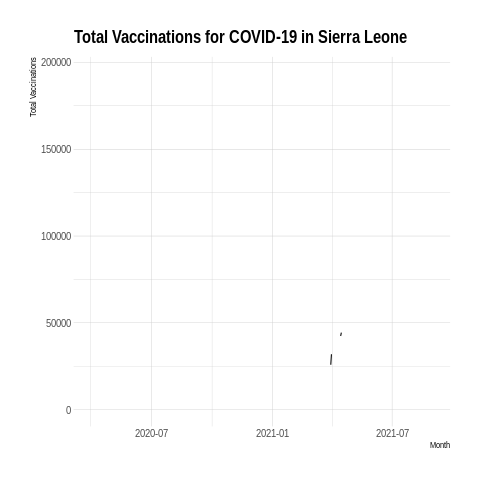 Total Vaccinations for COVID-19 in Sierra Leone
Total Vaccinations
200000
150000
100000
50000
0
2020-07
2021-01
2021-07
Month